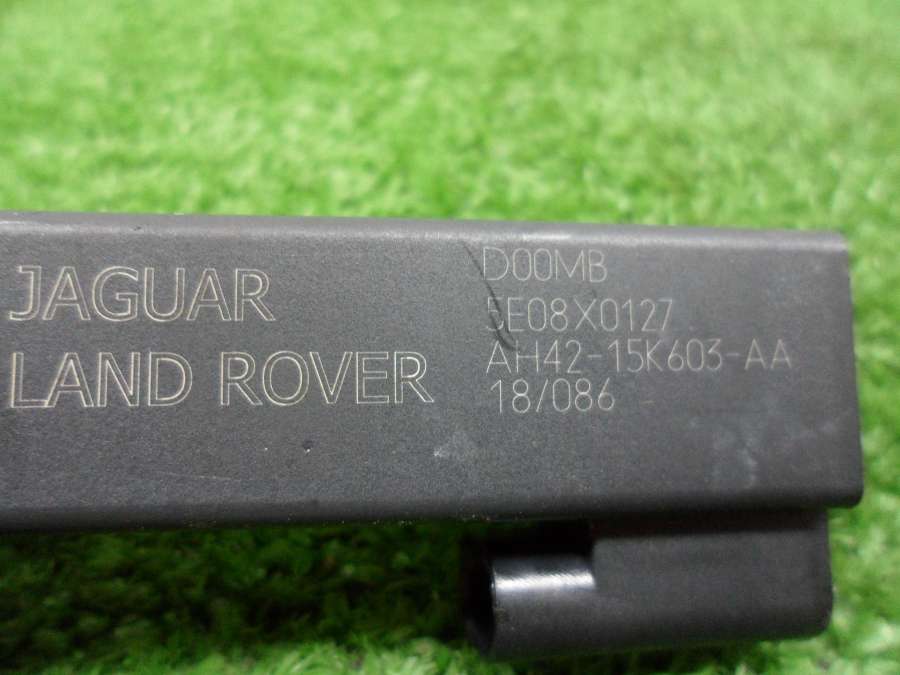 JAGUAR
LAND ROVER
D00MB
5E08X0127
AH42-15K603-AA
18/086